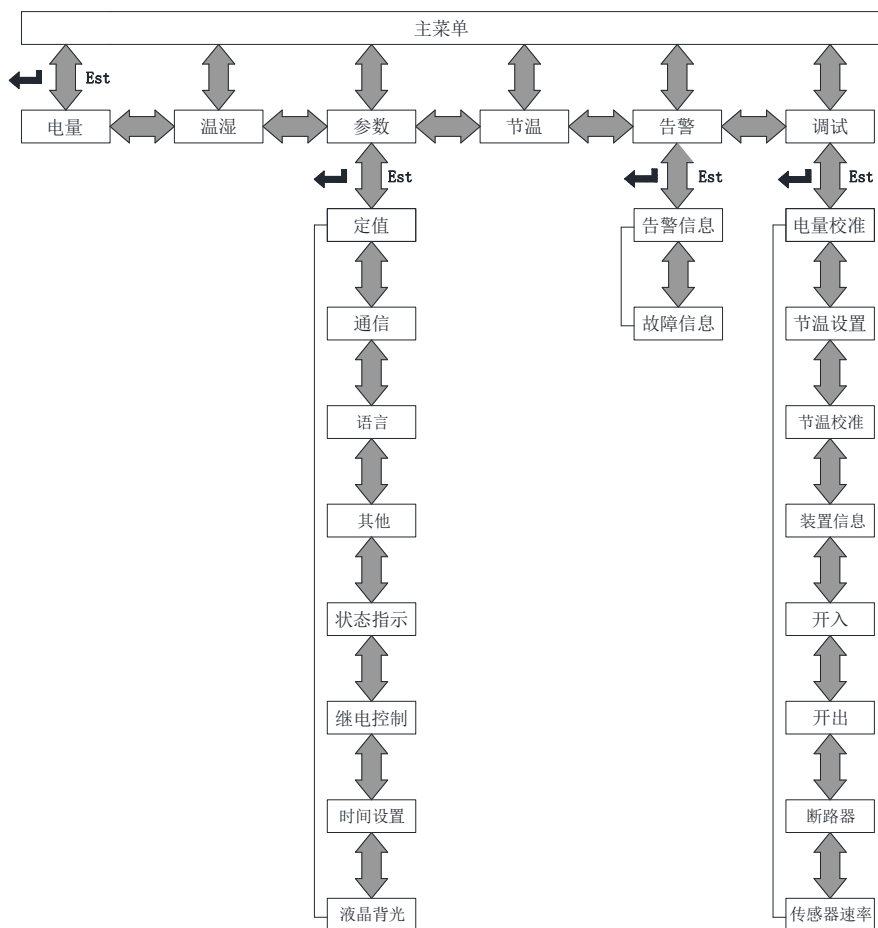 主菜单
Est
电量
温湿
参数
节温
告警
调试
Est
Est
Est
定值
告警信息
电量校准
通信
故障信息
节温设置
语言
节温校准
其他
装置信息
状态指示
开入
继电控制
开出
时间设置
断路器
液晶背光
传感器速率